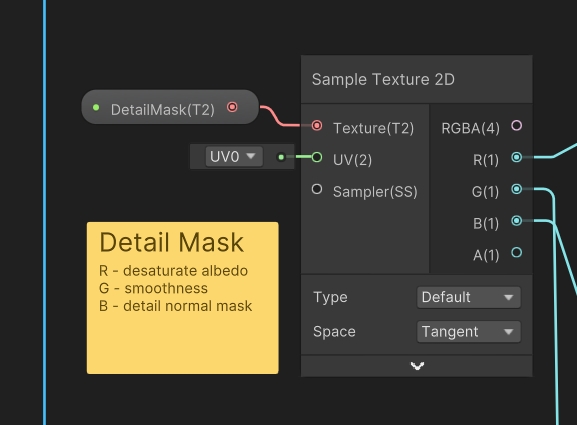 Sample Texture 2D
DetailMask(T2)
Texture(T2)
RGBA(4)
UV0
UV(2)
R(1)
Sampler(SS)
G(1)
B(1)
A(1)
Detail Mask
R - desaturate albedo
G - smoothness
B - detail normal mask
Type
Default
Space
Tangent